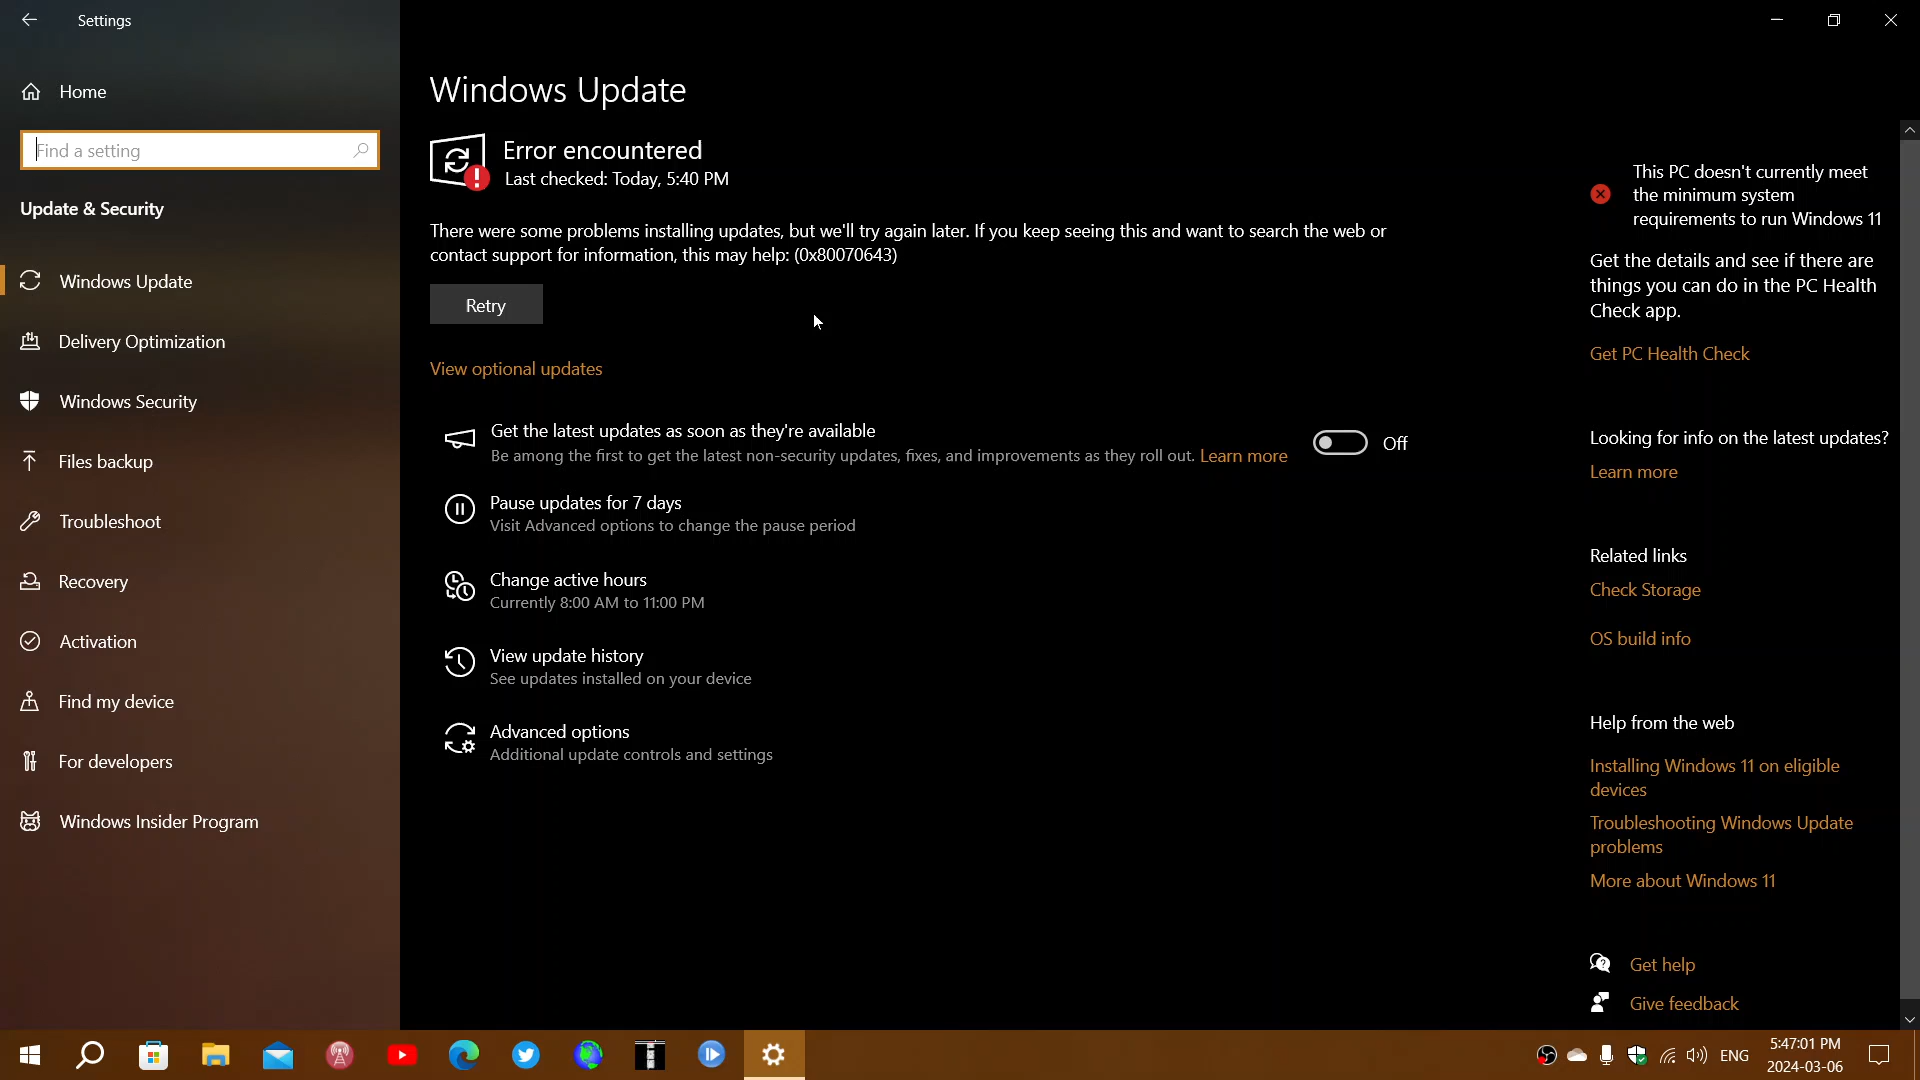 Settings
Home
Find a setting
Update & Security
Windows Update
Delivery Optimization
Windows Security
Files backup
Troubleshoot
Recovery
Activation
Find my device
For developers
Windows Insider Program
Windows Update
Error encountered
Last checked: Today, 5:40 PM
There were some problems installing updates, but we'll try again later. If you keep seeing this and want to search the web or
contact support for information, this may help: (0x80070643)
Retry
View optional updates
Get the latest updates as soon as they're available
Be among the first to get the latest non-security updates, fixes, and improvements as they roll out. Learn more
Off
Pause updates for 7 days
Visit Advanced options to change the pause period
Change active hours
Currently 8:00 AM to 11:00 PM
View update history
See updates installed on your device
Advanced options
Additional update controls and settings
This PC doesn't currently meet
the minimum system
requirements to run Windows 11
Get the details and see if there are
things you can do in the PC Health
Check app.
Get PC Health Check
Looking for info on the latest updates?
Learn more
Related links
Check Storage
OS build info
Help from the web
Installing Windows 11 on eligible
devices
Troubleshooting Windows Update
problems
More about Windows 11
Get help
Give feedback
ENG
5:47:01 PM
2024-03-06